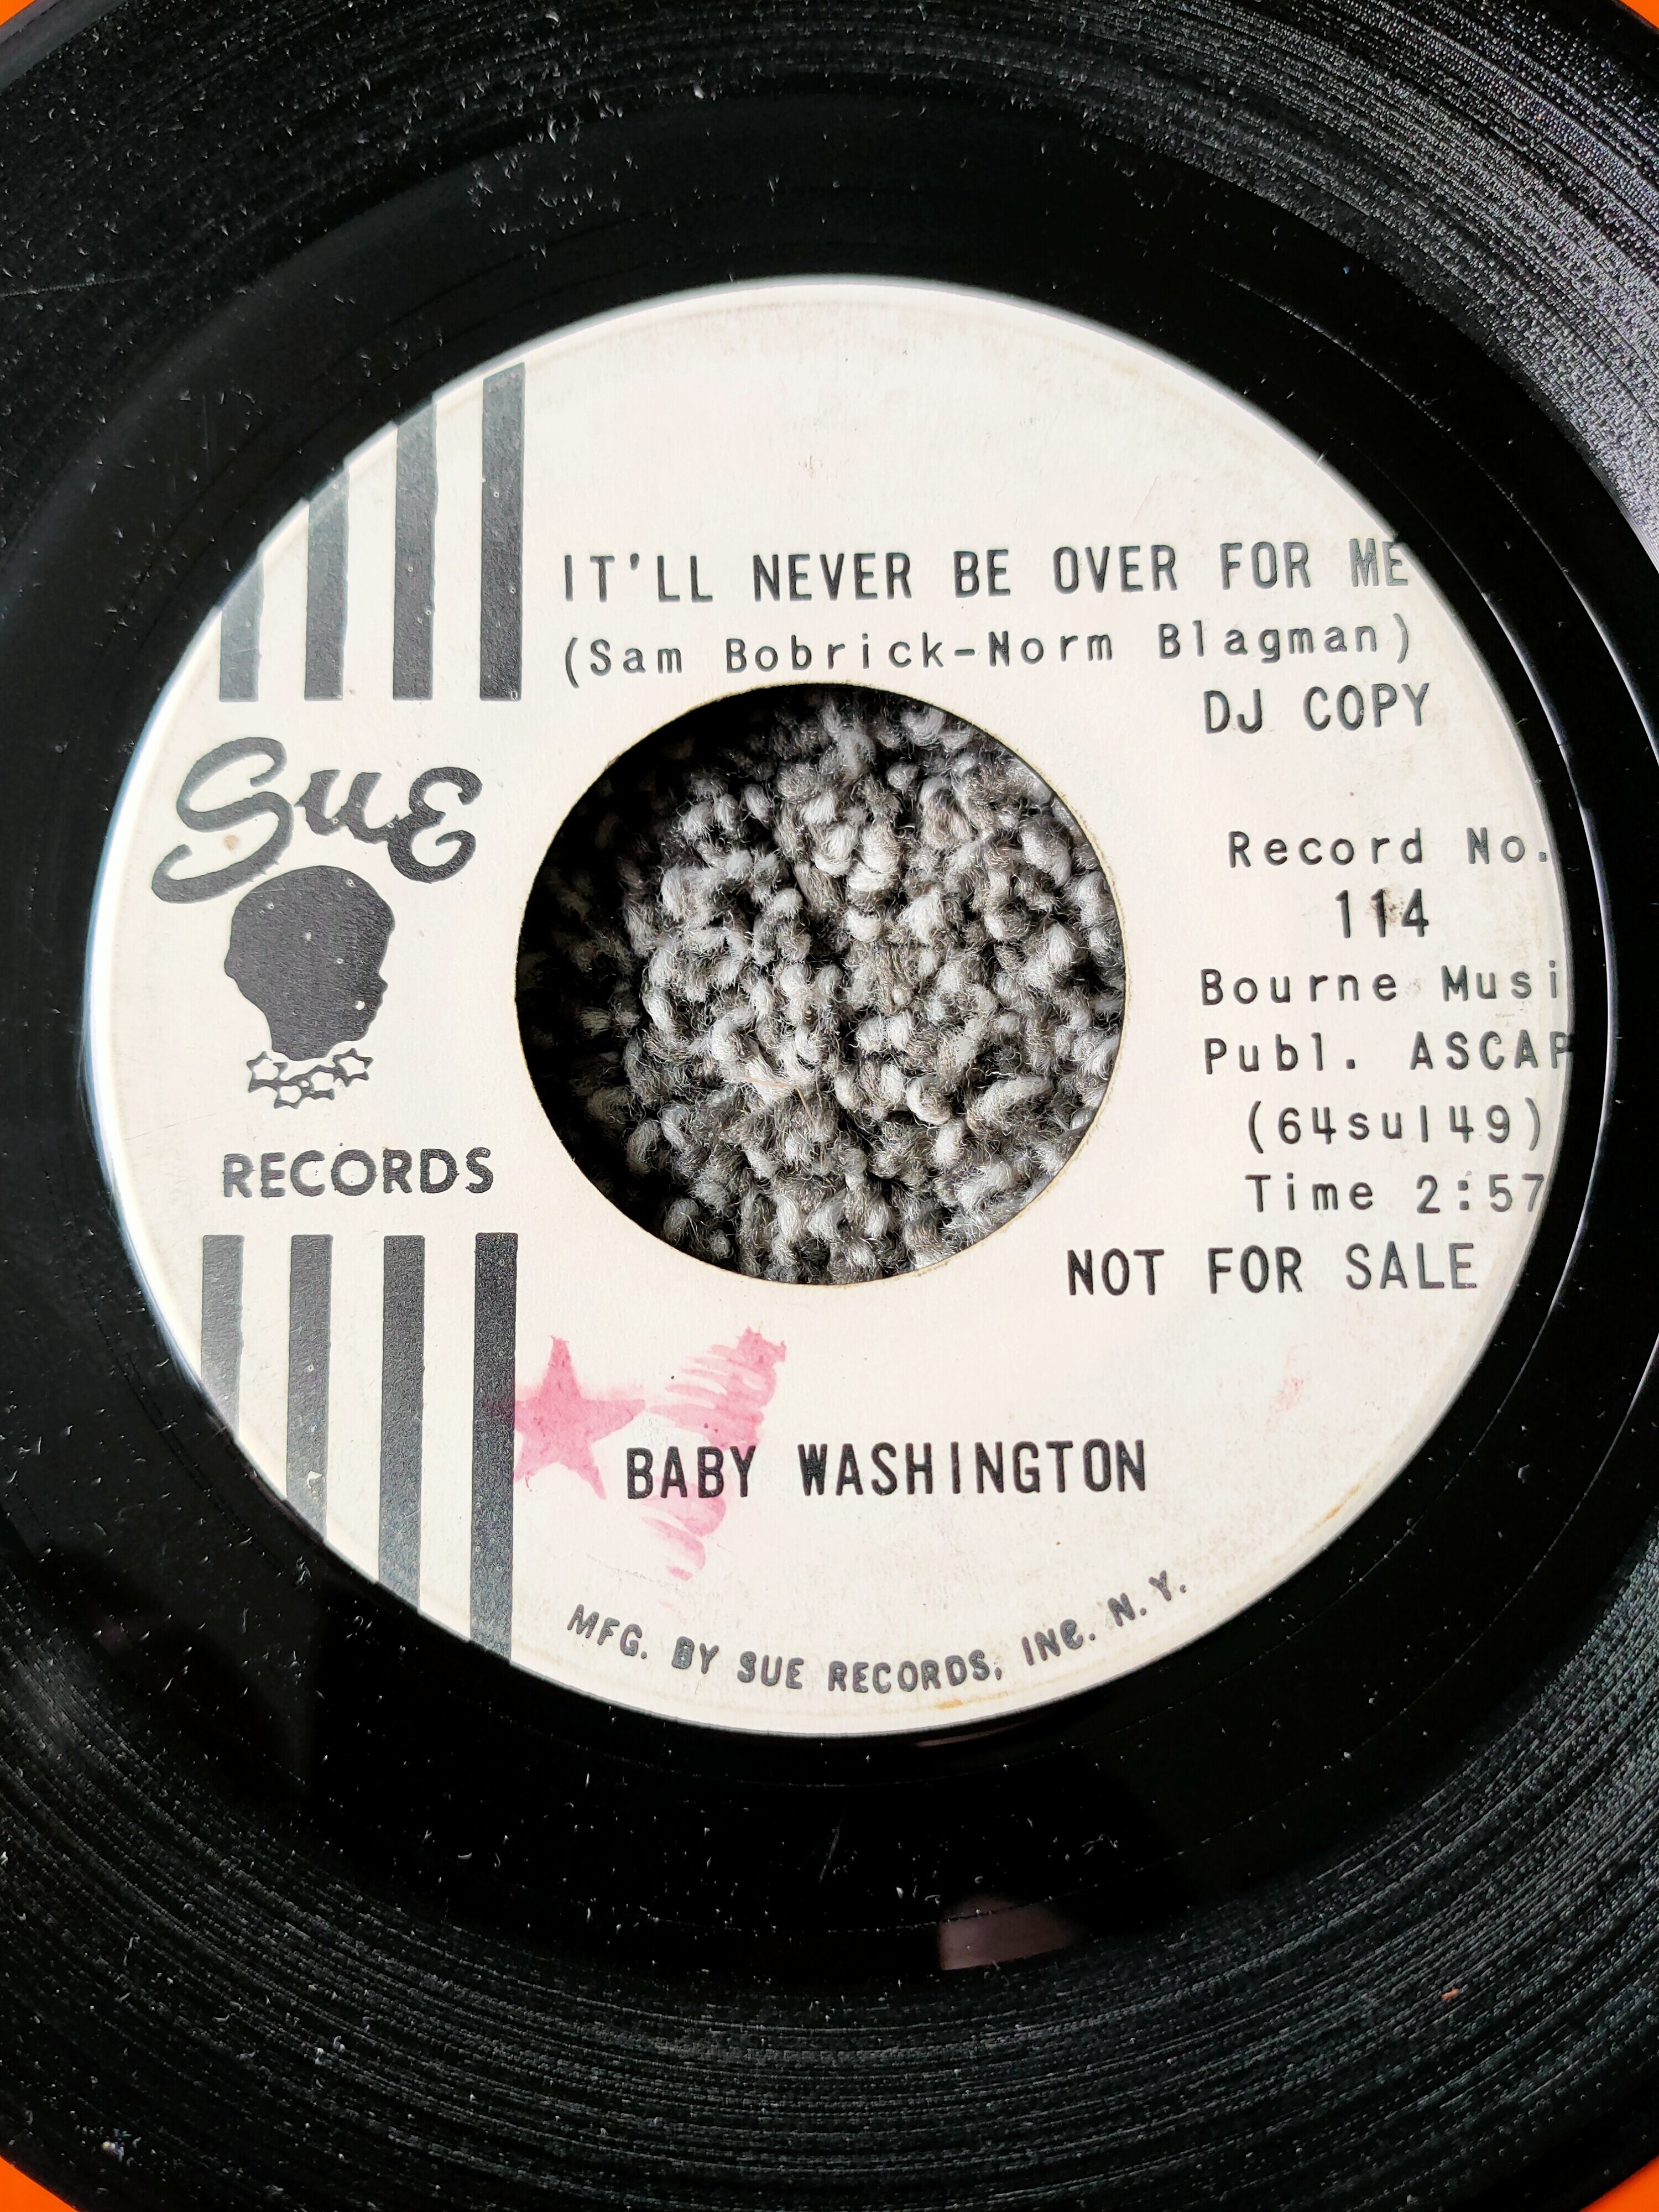 IT'LL NEVER BE OVER FOR ME
(Sam Bobrick-Norm Blagman)
DJ COPY
Sue
RECORDS
Record No.
114
Bourne Musi
Publ. ASCAP
(64sul49)
Time 2:57
NOT FOR SALE
BABY WASHINGTON
MFG. BY SUE RECORDS, INC. N. Y.